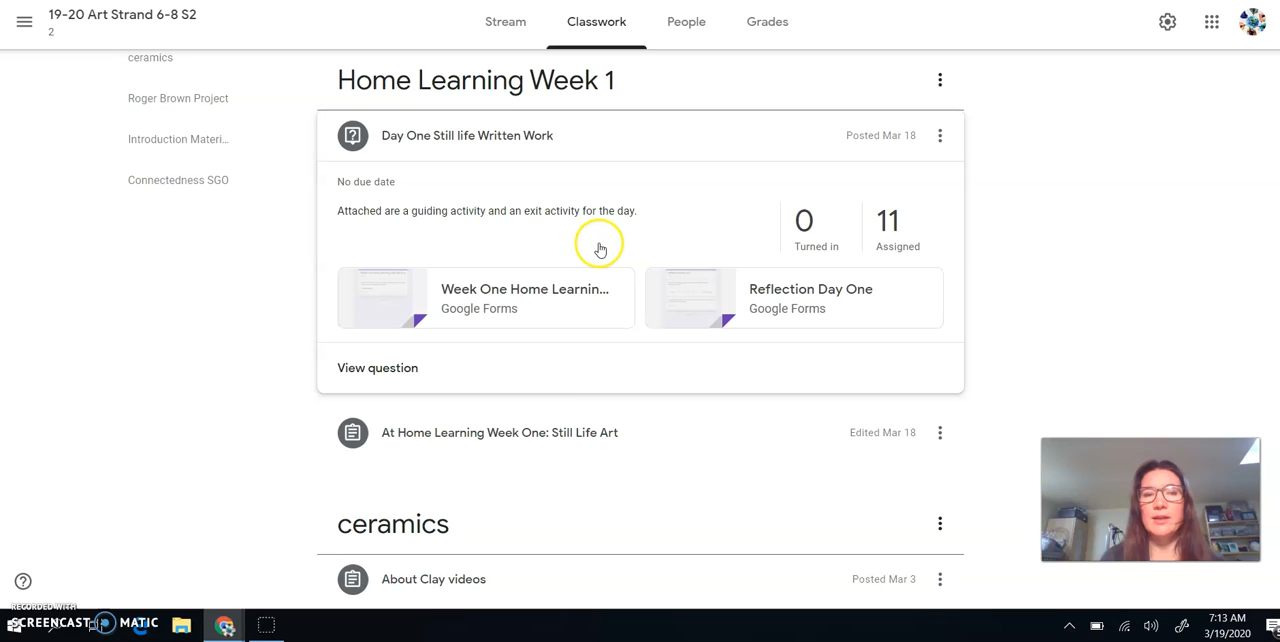 19-20 Art Strand 6-8 S2
2
Stream
Classwork
People
Grades
ceramics
Roger Brown Project
Introduction Materi...
Connectedness SGO
Home Learning Week 1
Day One Still life Written Work
Posted Mar 18
No due date
Attached are a guiding activity and an exit activity for the day.
0
Turned in
11
Assigned
Week One Home Learnin...
Google Forms
Reflection Day One
Google Forms
View question
At Home Learning Week One: Still Life Art
Edited Mar 18
ceramics
About Clay videos
Posted Mar 3
RECORDED WITH
SCREENCAST MATIC
7:13 AM
3/19/2020